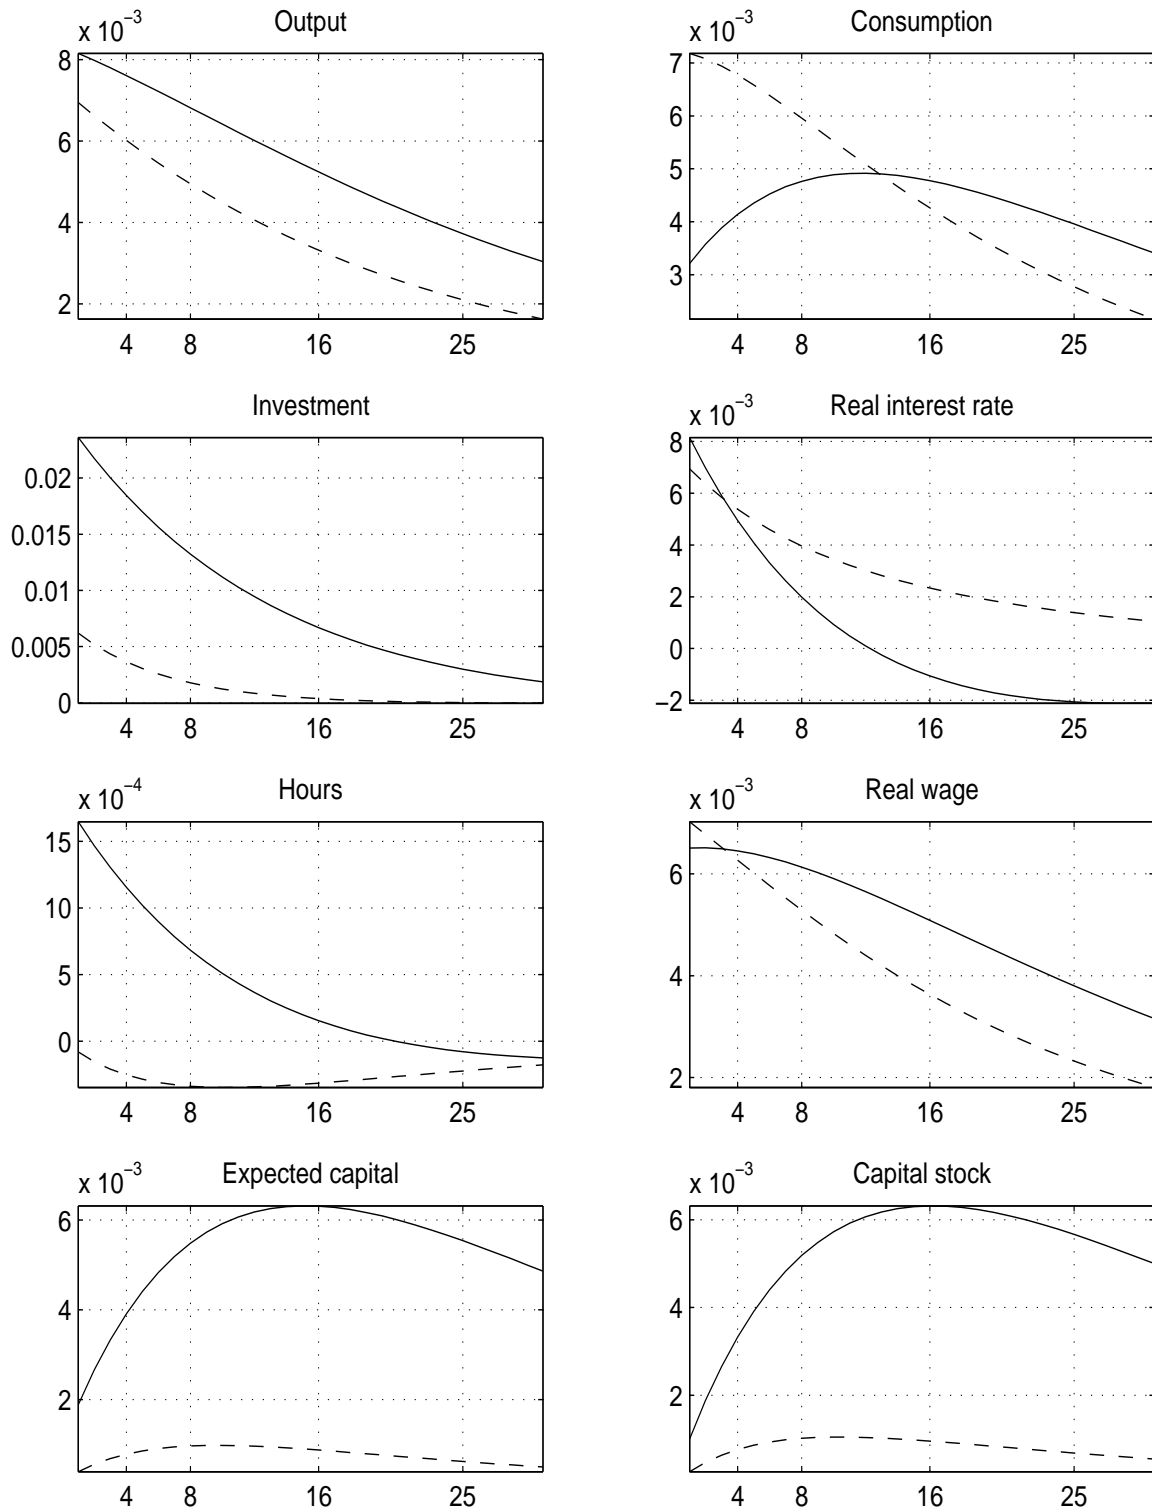 Output
x 10⁻³
8
6
4
2
4 8 16 25
Consumption
x 10⁻³
7
6
5
4
3
4 8 16 25
Investment
0.02
0.015
0.01
0.005
0
4 8 16 25
Real interest rate
x 10⁻³
8
6
4
2
0
−2
4 8 16 25
Hours
x 10⁻⁴
15
10
5
0
4 8 16 25
Real wage
x 10⁻³
6
4
2
4 8 16 25
Expected capital
x 10⁻³
6
4
2
4 8 16 25
Capital stock
x 10⁻³
6
4
2
4 8 16 25